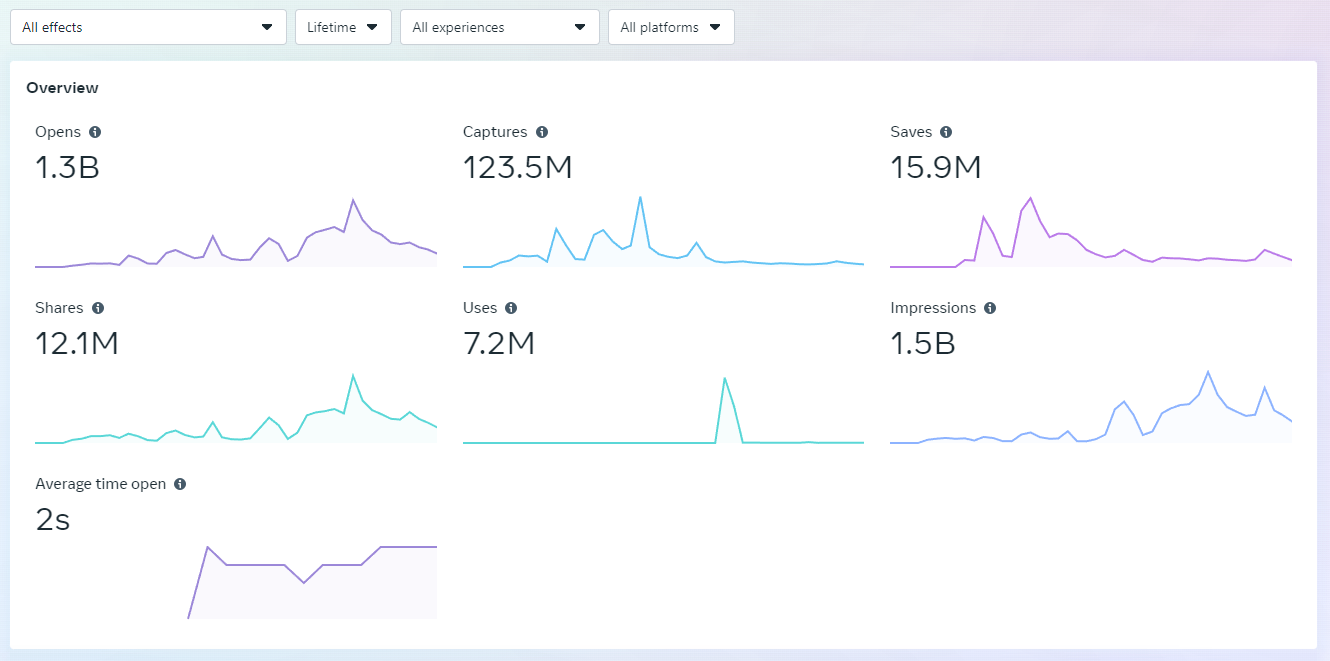 All effects
Lifetime
All experiences
All platforms
Overview
Opens
1.3B
Captures
123.5M
Saves
15.9M
Shares
12.1M
Uses
7.2M
Impressions
1.5B
Average time open
2s